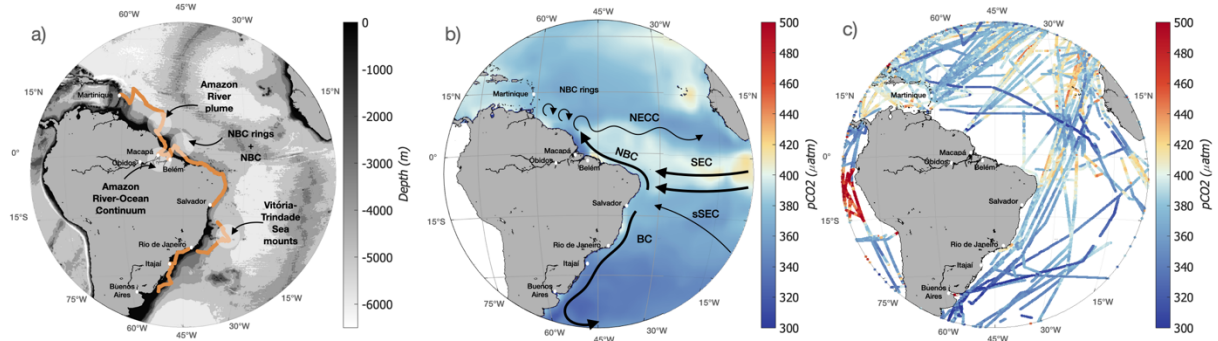 a)
60°W
45°W
30°W
15°N
0°
15°S
75°W
60°W
45°W
30°W
15°N
0°
15°S
Martinique
Amazon
River
plume
NBC rings
+
NBC
Macapá
Óbidos
Belém
Amazon
River-Ocean
Continuum
Salvador
Vitória-
Trindade
Sea
mounts
Rio de Janeiro
Itajaí
Buenos
Aires
0
-1000
-2000
-3000
-4000
-5000
-6000
Depth (m)
b)
60°W
45°W
30°W
15°N
0°
15°S
75°W
60°W
45°W
30°W
15°N
0°
15°S
Martinique
NBC rings
NECC
Macapá
Óbidos
Belém
NBC
SEC
Salvador
sSEC
Rio de Janeiro
BC
Itajaí
Buenos
Aires
500
480
460
440
420
400
380
360
340
320
300
pCO2 (µatm)
c)
60°W
45°W
30°W
15°N
0°
15°S
75°W
60°W
45°W
30°W
15°N
0°
15°S
Martinique
Macapá
Óbidos
Belém
Salvador
Rio de Janeiro
Itajaí
Buenos
Aires
500
480
460
440
420
400
380
360
340
320
300
pCO2 (µatm)